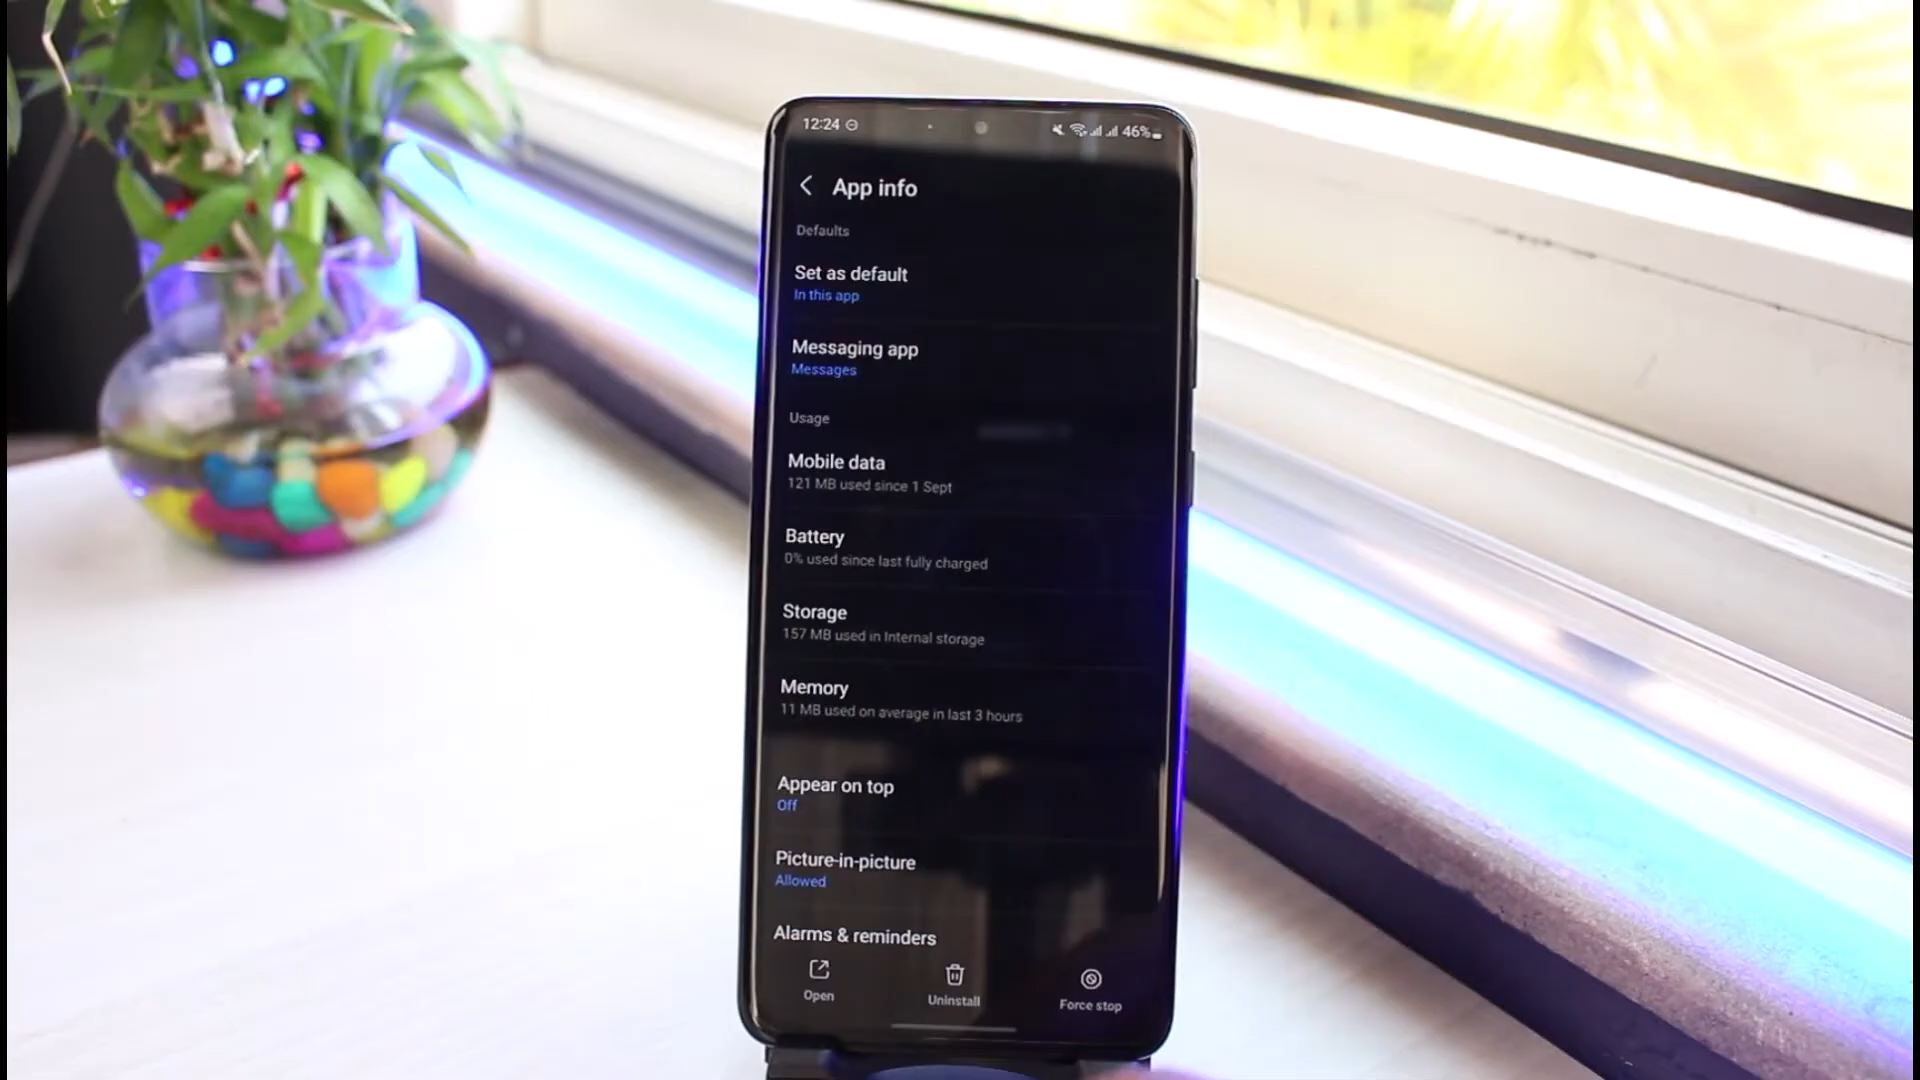 12:24
46%
App info
Defaults
Set as default
In this app
Messaging app
Messages
Usage
Mobile data
121 MB used since 1 Sept
Battery
0% used since last fully charged
Storage
157 MB used in Internal storage
Memory
11 MB used on average in last 3 hours
Appear on top
Off
Picture-in-picture
Allowed
Alarms & reminders
Open
Uninstall
Force stop